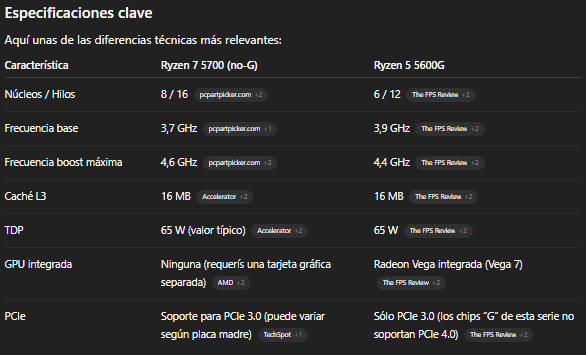 Especificaciones clave
Aquí unas de las diferencias técnicas más relevantes:
Característica Ryzen 7 5700 (no-G) Ryzen 5 5600G
Núcleos / Hilos 8 / 16 pcpartpicker.com +2 6 / 12 The FPS Review +2
Frecuencia base 3,7 GHz pcpartpicker.com +1 3,9 GHz The FPS Review +2
Frecuencia boost máxima 4,6 GHz pcpartpicker.com +2 4,4 GHz The FPS Review +2
Caché L3 16 MB Accelerator +2 16 MB The FPS Review +2
TDP 65 W (valor típico) Accelerator +2 65 W The FPS Review +2
GPU integrada Ninguna (requerís una tarjeta gráfica Radeon Vega integrada (Vega 7)
separada) AMD +2 The FPS Review +2
PCIe Soporte para PCIe 3.0 (puede variar Sólo PCIe 3.0 (los chips “G” de esta serie no
según placa madre) TechSpot +1 soportan PCIe 4.0) The FPS Review +2